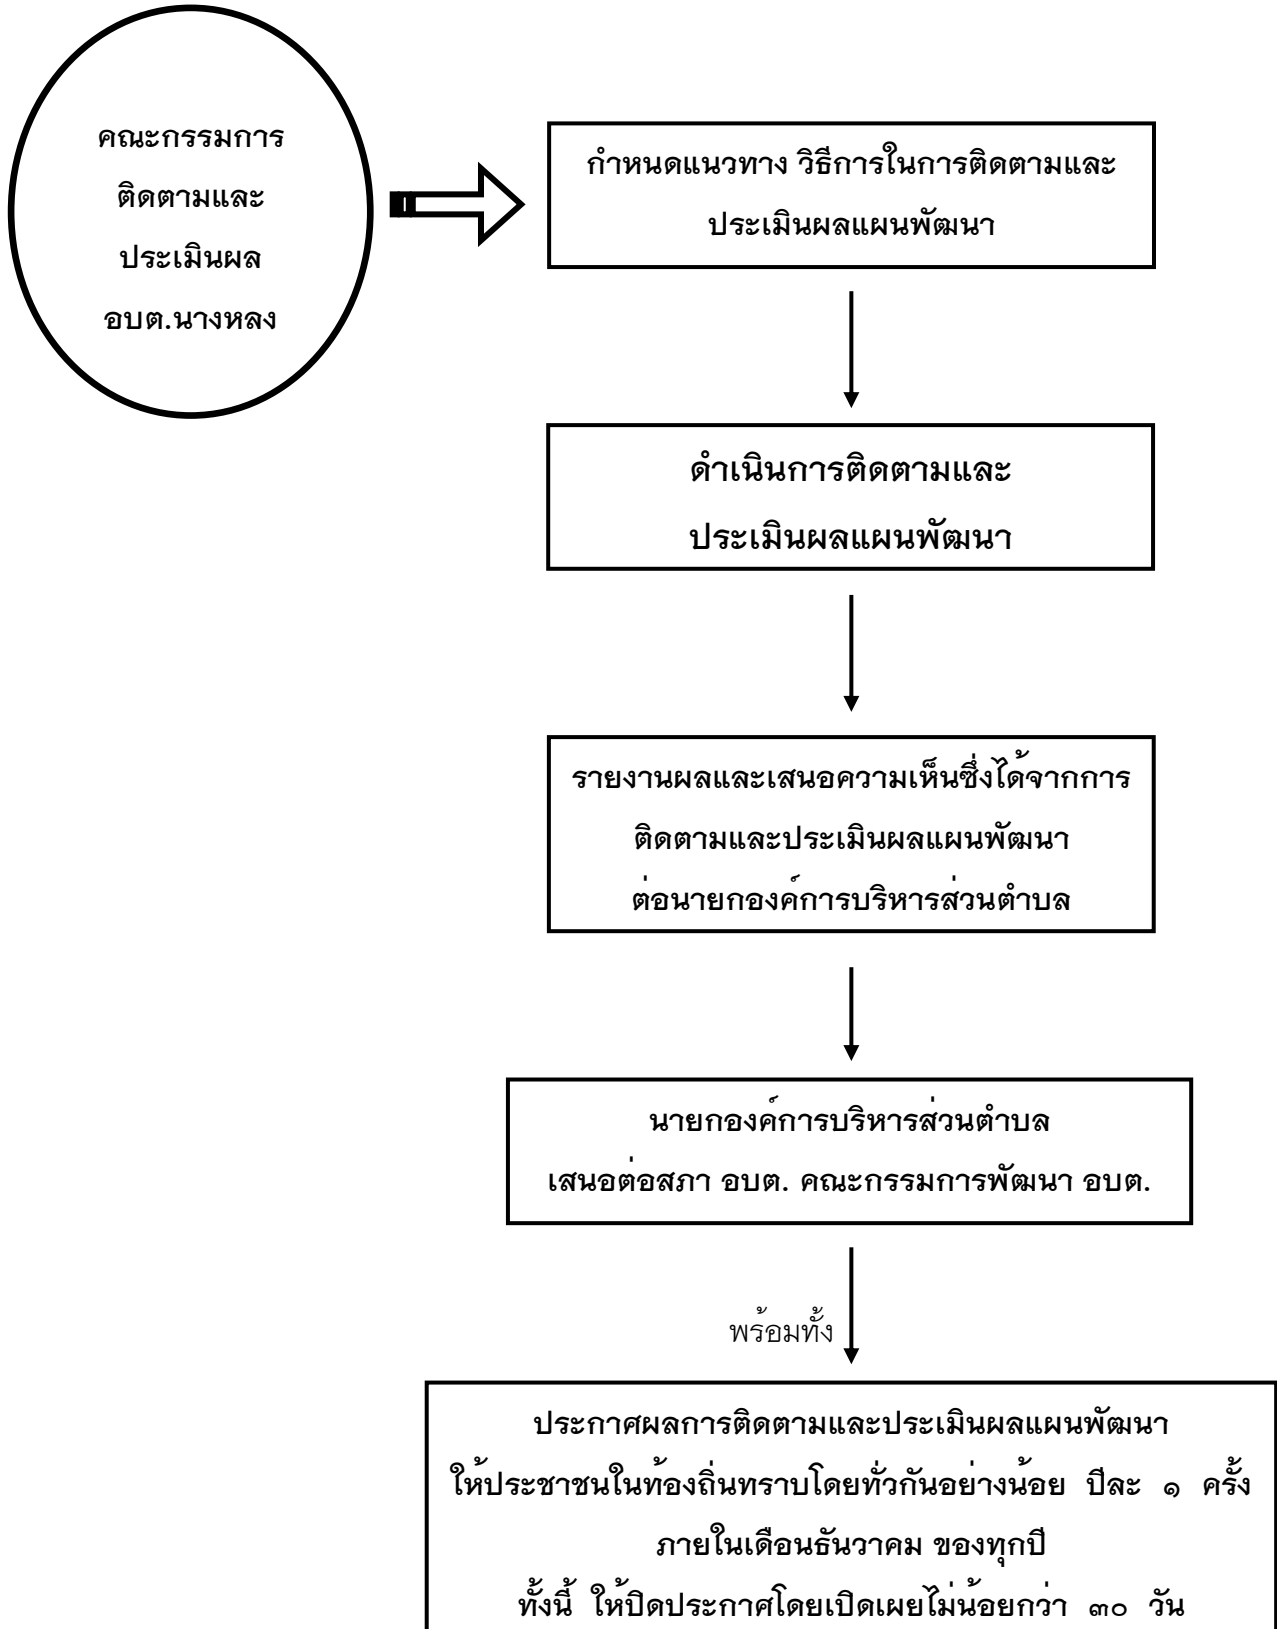 คณะกรรมการ
ติดตามและ
ประเมินผล
อบต.นางหลง
กำหนดแนวทาง วิธีการในการติดตามและ
ประเมินผลแผนพัฒนา
ดำเนินการติดตามและ
ประเมินผลแผนพัฒนา
รายงานผลและเสนอความเห็นซึ่งได้จากการ
ติดตามและประเมินผลแผนพัฒนา
ต่อนายกองค์การบริหารส่วนตำบล
นายกองค์การบริหารส่วนตำบล
เสนอต่อสภา อบต. คณะกรรมการพัฒนา อบต.
พร้อมทั้ง
ประกาศผลการติดตามและประเมินผลแผนพัฒนา
ให้ประชาชนในท้องถิ่นทราบโดยทั่วกันอย่างน้อย ปีละ ๑ ครั้ง
ภายในเดือนธันวาคม ของทุกปี
ทั้งนี้ ให้ปิดประกาศโดยเปิดเผยไม่น้อยกว่า ๓๐ วัน